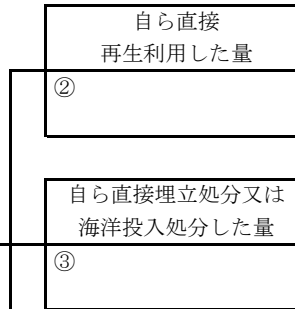 自ら直接
再生利用した量
②
自ら直接埋立処分又は
海洋投入処分した量
③